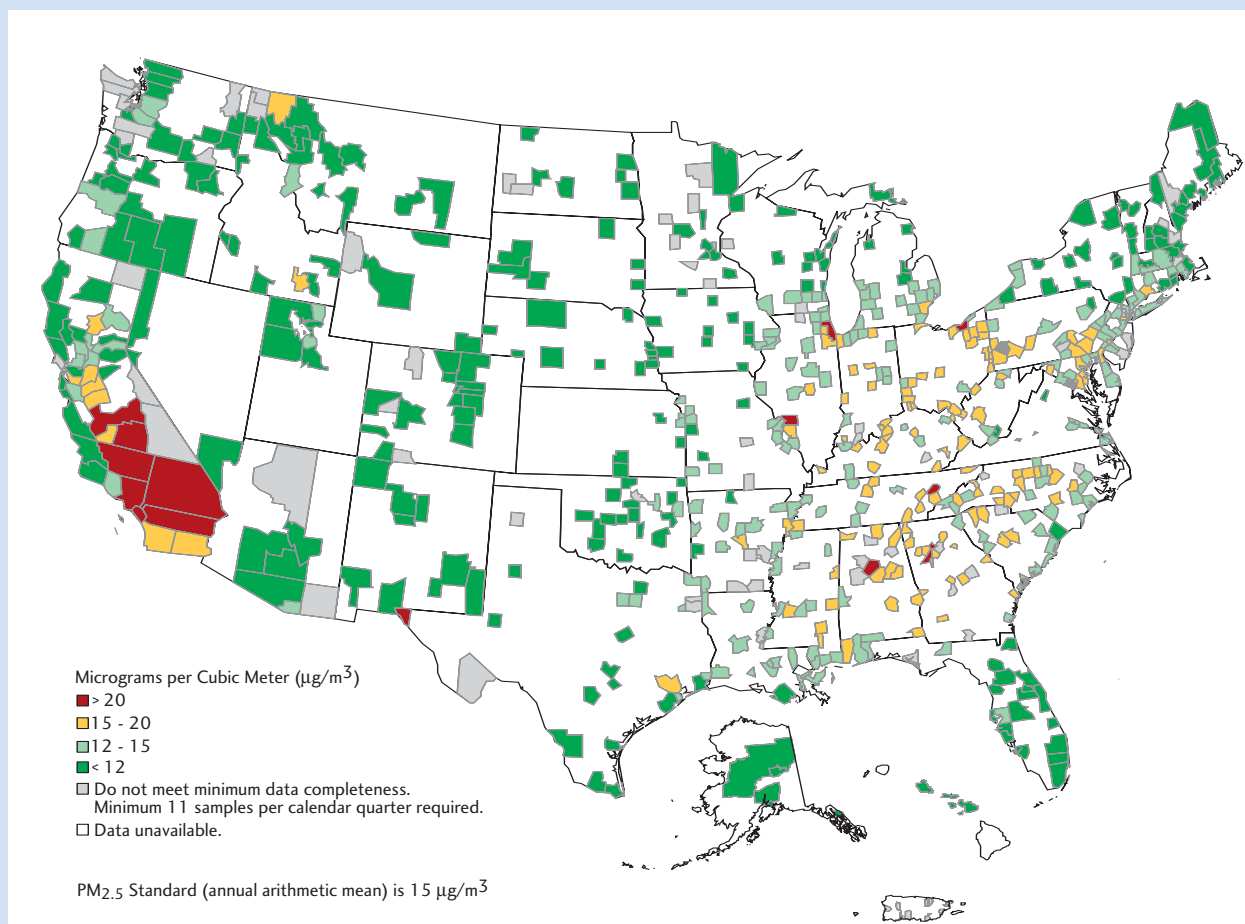 Micrograms per Cubic Meter (µg/m³)
> 20
15 - 20
12 - 15
< 12
Do not meet minimum data completeness.
Minimum 11 samples per calendar quarter required.
Data unavailable.
PM₂.₅ Standard (annual arithmetic mean) is 15 µg/m³